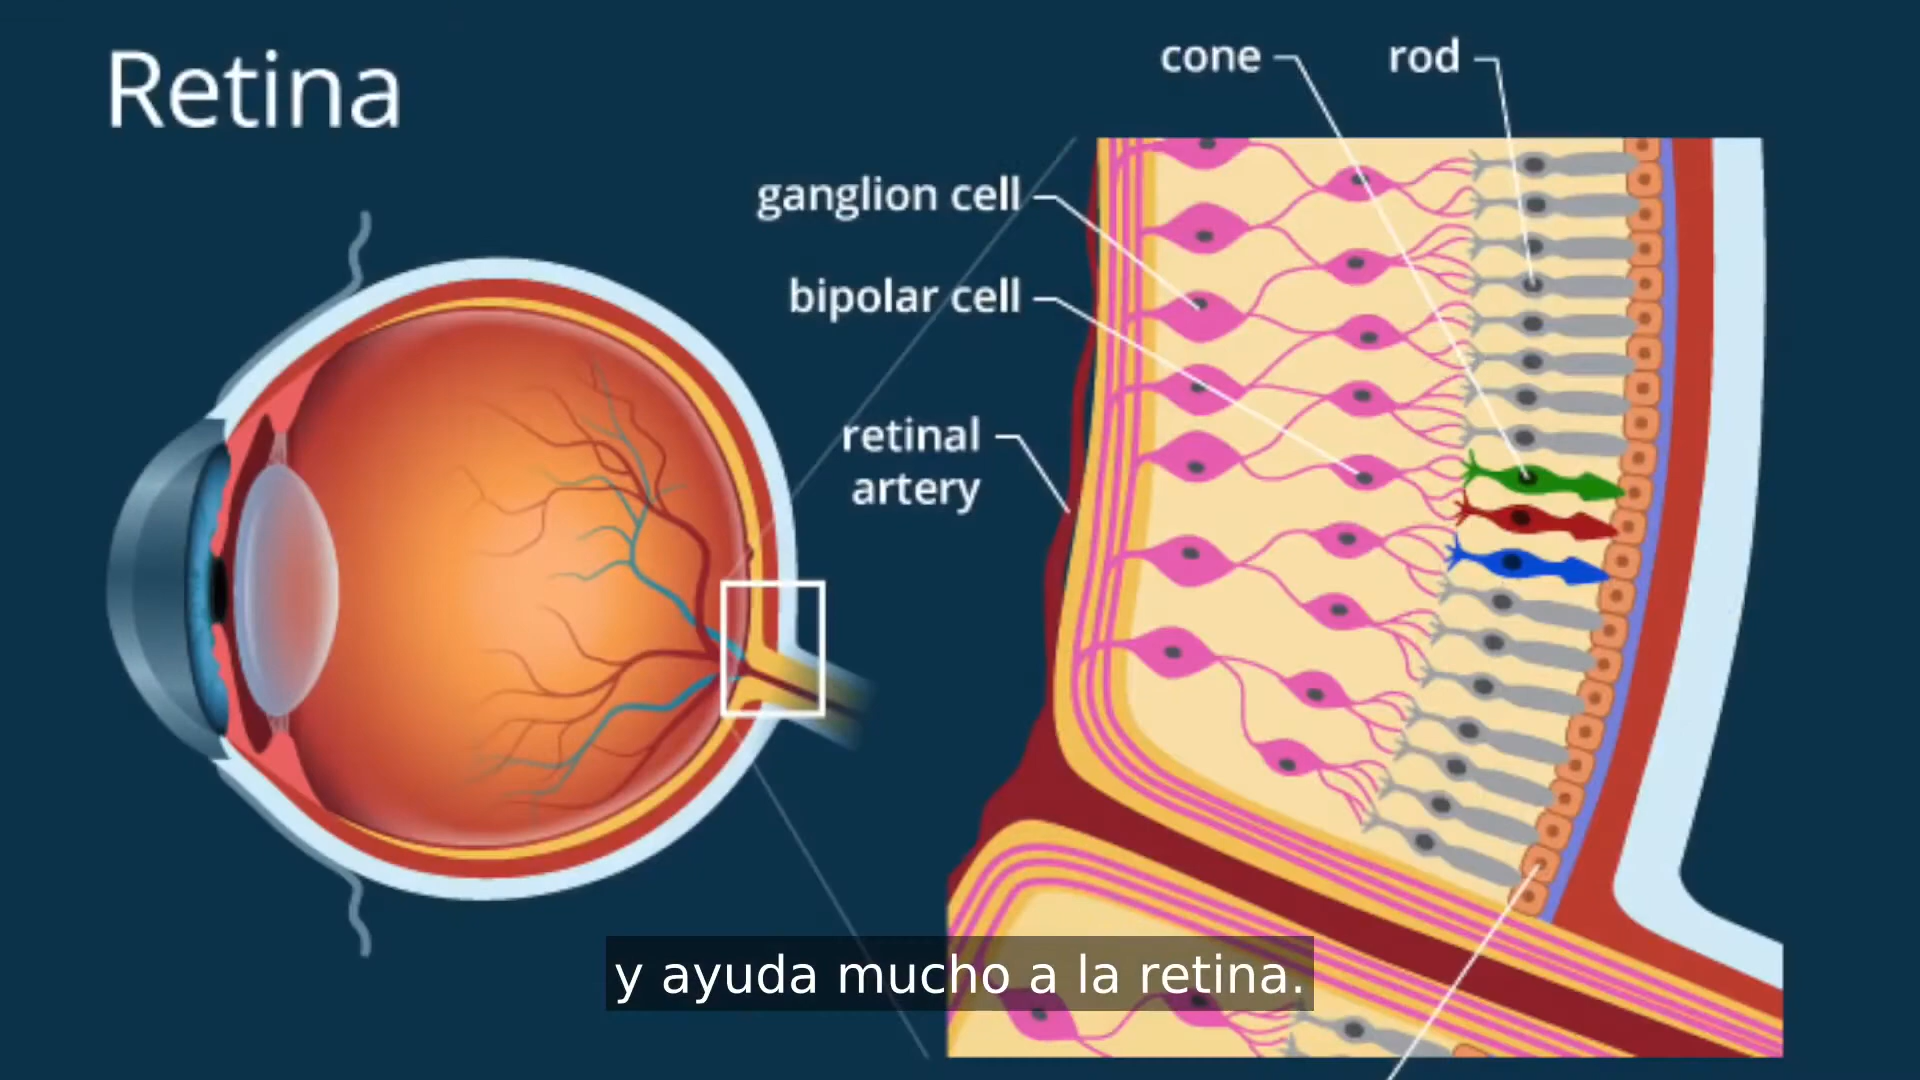 Retina
cone
rod
ganglion cell
bipolar cell
retinal
artery
y ayuda mucho a la retina.